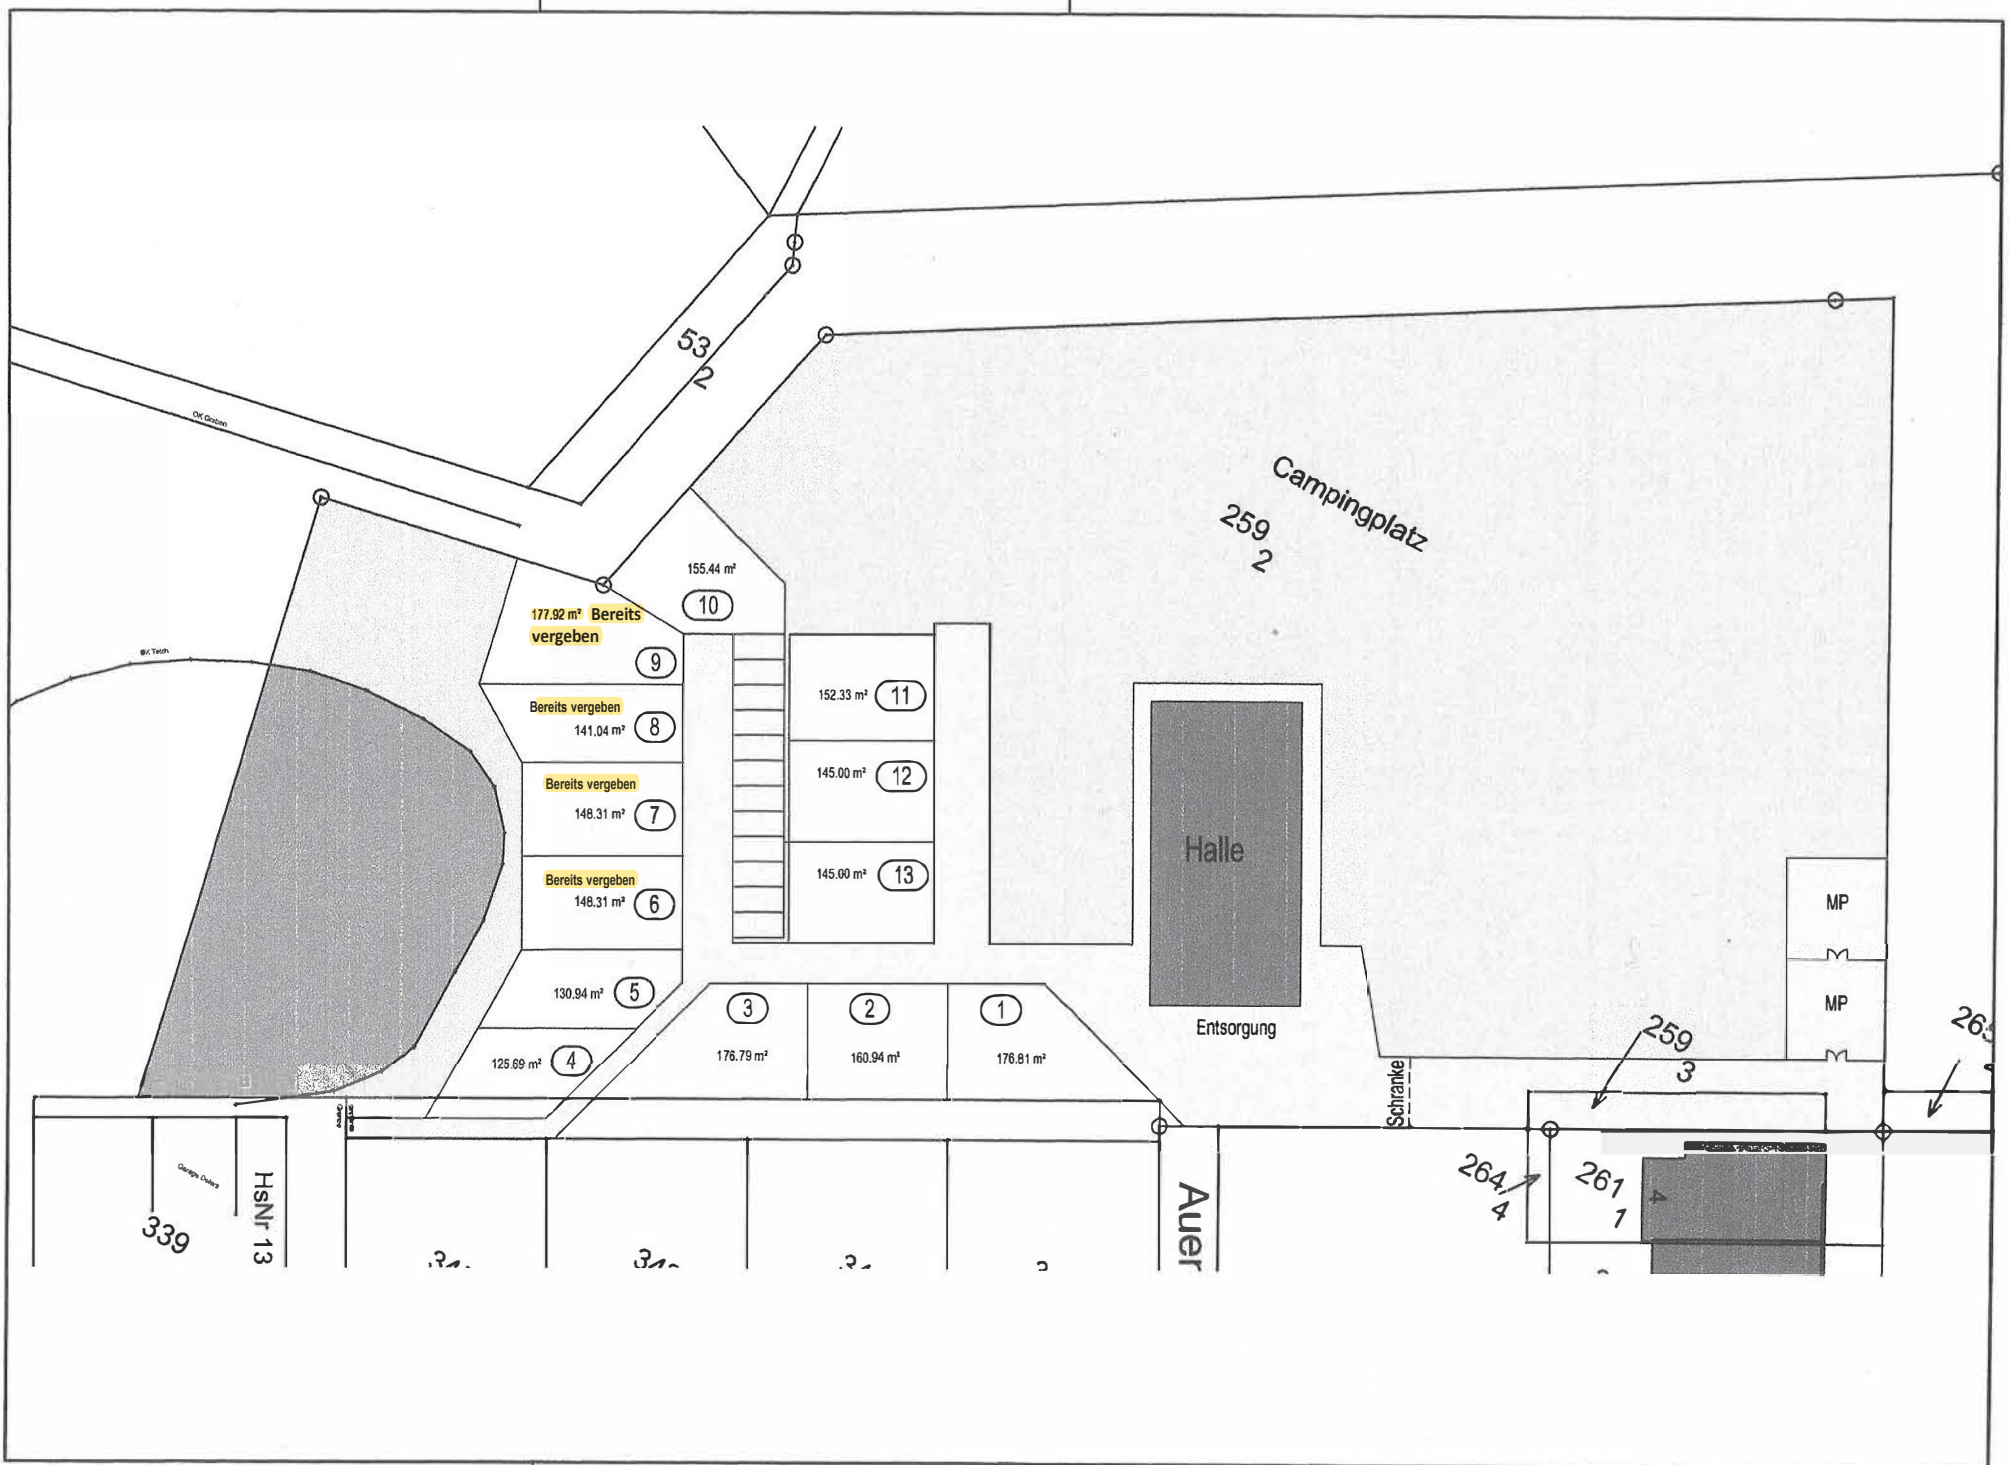 53
2
OK Graben
Campingplatz
259
2
155.44 m²
10
177.92 m² Bereits
vergeben
9
OK Teich
Bereits vergeben
141.04 m²
8
152.33 m²
11
Bereits vergeben
148.31 m²
7
145.00 m²
12
Halle
Bereits vergeben
148.31 m²
6
145.00 m²
13
MP
130.94 m²
5
3
2
1
MP
Entsorgung
125.69 m²
4
176.79 m²
160.94 m²
176.81 m²
Schranke
259
3
264
4
261
1
4
339
HsNr 13
Auer